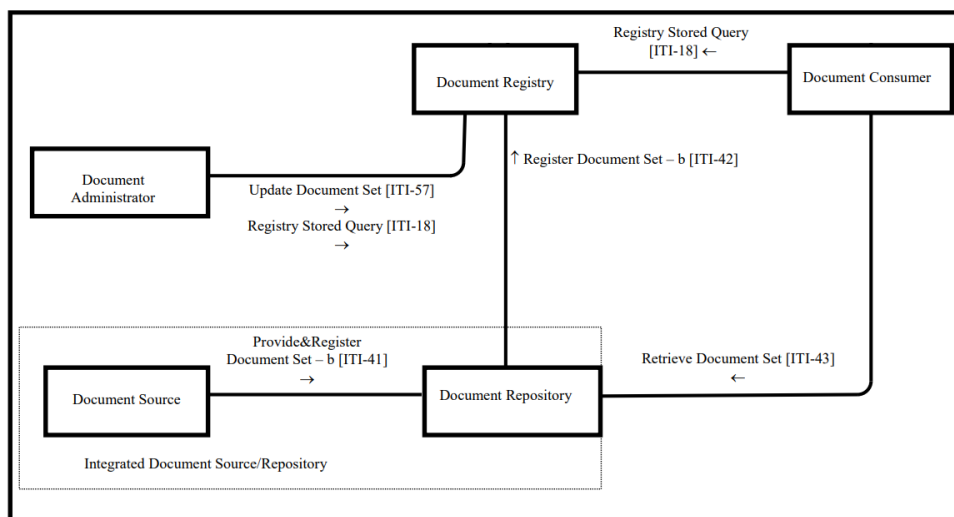 Registry Stored Query
[ITI-18] ←
Document Registry
Document Consumer
↑ Register Document Set – b [ITI-42]
Document
Administrator
Update Document Set [ITI-57]
→
Registry Stored Query [ITI-18]
→
Provide&Register
Document Set – b [ITI-41]
→
Retrieve Document Set [ITI-43]
←
Document Source
Document Repository
Integrated Document Source/Repository